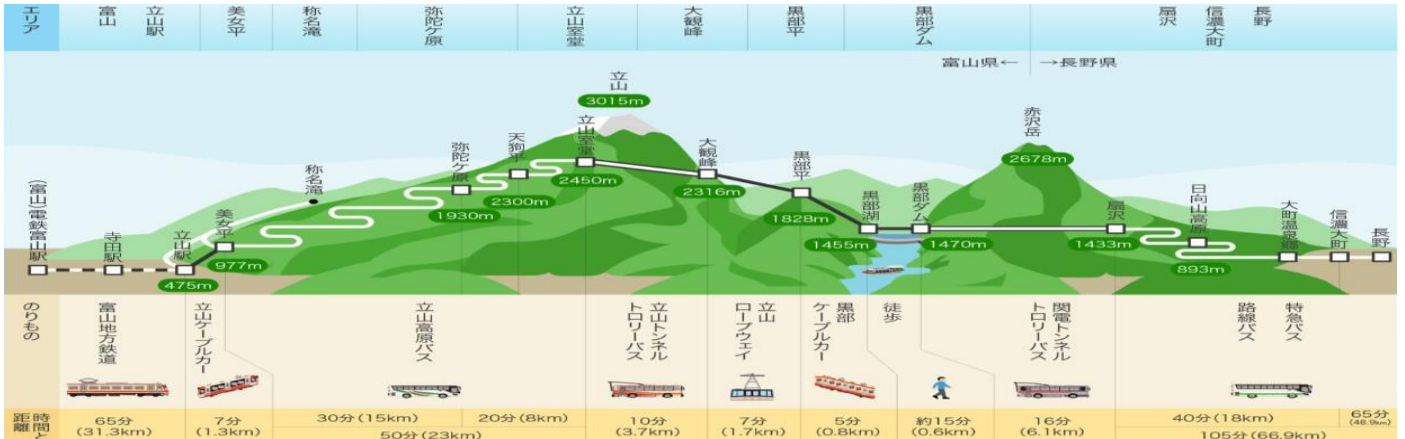 エリア
富山
立山駅
美女平
称名滝
弥陀ケ原
立山室堂
大観峰
黒部平
黒部ダム
扇沢
信濃大町
長野
富山県← →長野県
立山
3015m
赤沢岳
2678m
(富山)電鉄富山駅
寺田駅
立山駅
475m
美女平
977m
称名滝
弥陀ケ原
1930m
天狗平
2300m
立山室堂
2450m
大観峰
2316m
黒部平
1828m
黒部湖
1455m
黒部ダム
1470m
扇沢
1433m
日向山高原
893m
大町温泉郷
信濃大町
長野
のりもの
富山地方鉄道
立山ケーブルカー
立山高原バス
立山トンネル
トロリーバス
立山
ロープウェイ
黒部
ケーブルカー
徒歩
関電トンネル
トロリーバス
特急バス
路線バス
時間と
距離
65分
(31.3km)
7分
(1.3km)
30分(15km)
20分(8km)
50分(23km)
10分
(3.7km)
7分
(1.7km)
5分
(0.8km)
約15分
(0.6km)
16分
(6.1km)
40分(18km)
65分
(48.9km)
105分(66.9km)